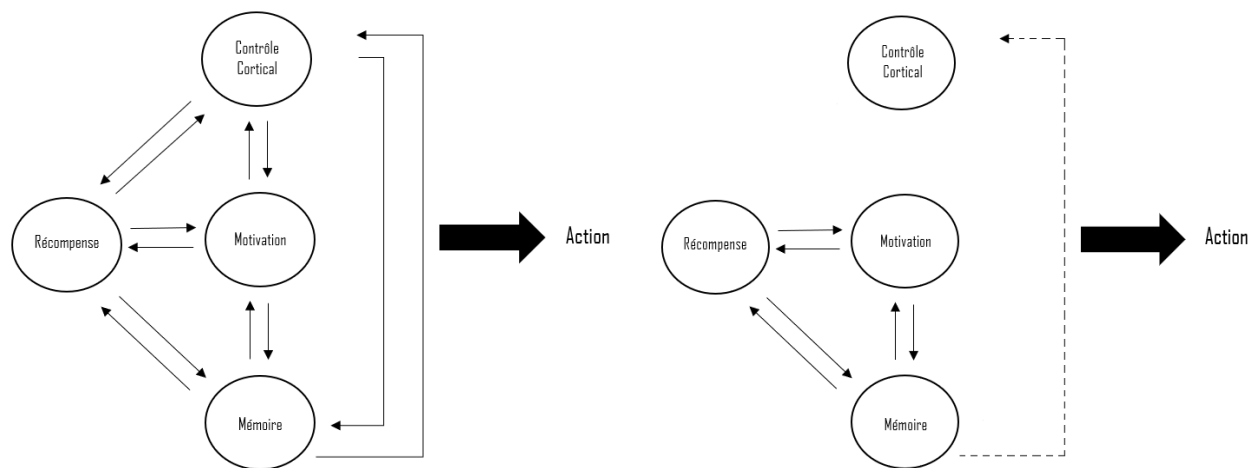 Contrôle
Cortical
Récompense
Motivation
Action
Mémoire
Contrôle
Cortical
Récompense
Motivation
Action
Mémoire